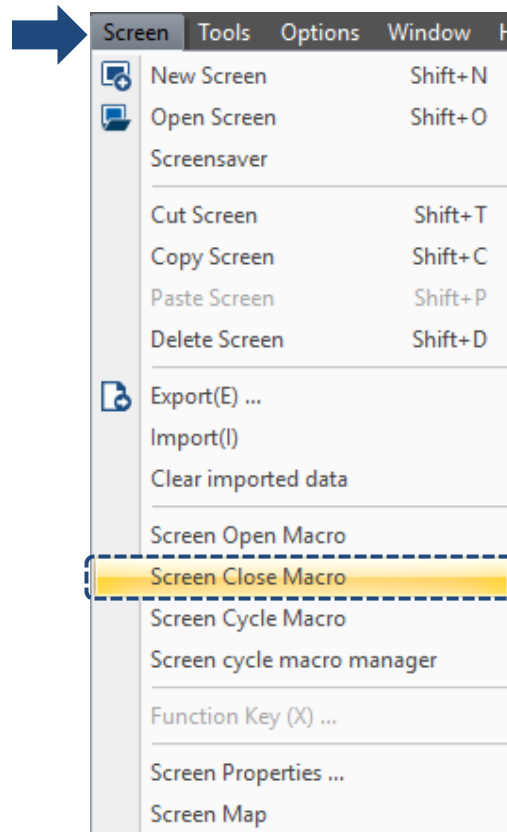 Screen Tools Options Window H
New Screen Shift+N
Open Screen Shift+O
Screensaver
Cut Screen Shift+T
Copy Screen Shift+C
Paste Screen Shift+P
Delete Screen Shift+D
Export(E) ...
Import(I)
Clear imported data
Screen Open Macro
Screen Close Macro
Screen Cycle Macro
Screen cycle macro manager
Function Key (X) ...
Screen Properties ...
Screen Map